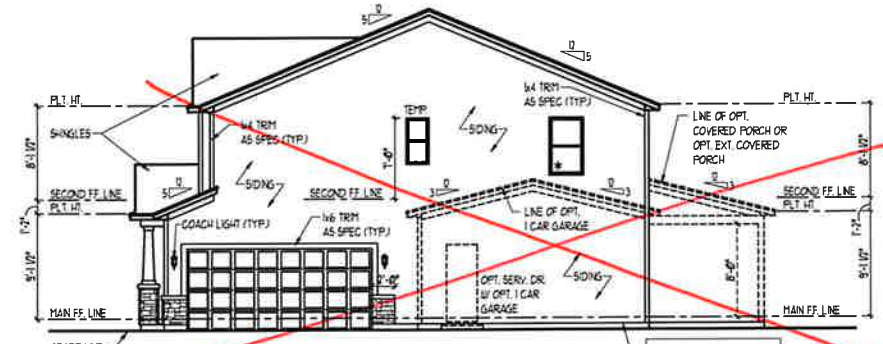 12
5
12
5
1x4 TRIM
AS SPEC (TYP.)
PLT. HT.
PLT. HT.
TEMP.
SHINGLES
1x4 TRIM
AS SPEC (TYP.)
SIDING
LINE OF OPT.
COVERED PORCH OR
OPT. EXT. COVERED
PORCH
8'-1 1/2"
7'-0"
8'-1 1/2"
*
12
5
SIDING
12
3
12
3
12
3
SECOND F.F. LINE
SECOND F.F. LINE
SECOND F.F. LINE
PLT. HT.
PLT. HT.
1'-2"
1'-2"
COACH LIGHT (TYP.)
1x6 TRIM
AS SPEC (TYP.)
LINE OF OPT.
1 CAR GARAGE
9'-1 1/2"
2'-0"
OPT. SERV. DR.
W/ OPT. 1 CAR
GARAGE
SIDING
8'-0"
9'-1 1/2"
MAIN F.F. LINE
MAIN F.F. LINE